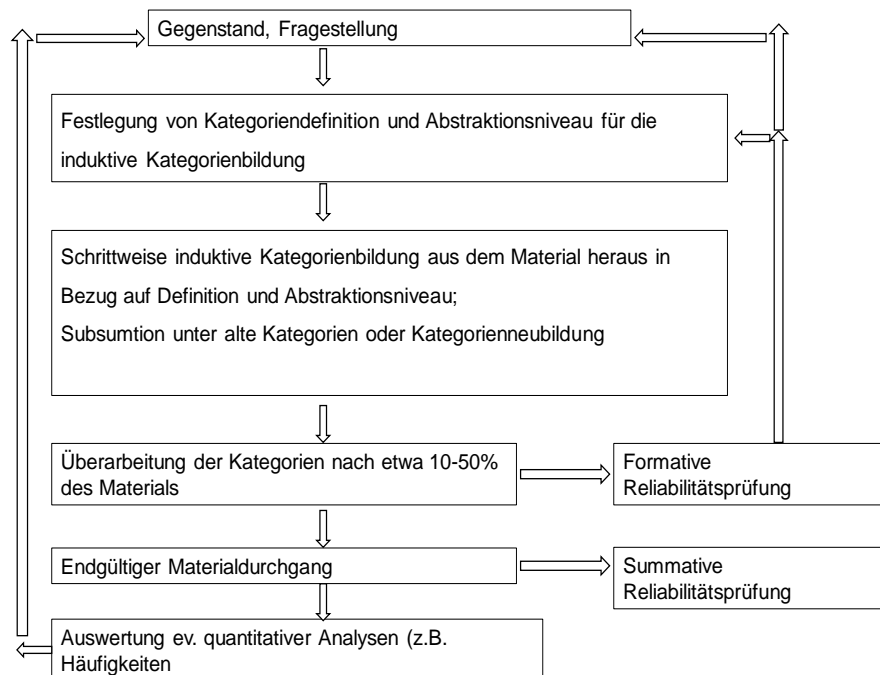 Gegenstand, Fragestellung
Festlegung von Kategoriendefinition und Abstraktionsniveau für die
induktive Kategorienbildung
Schrittweise induktive Kategorienbildung aus dem Material heraus in
Bezug auf Definition und Abstraktionsniveau;
Subsumtion unter alte Kategorien oder Kategorienneubildung
Überarbeitung der Kategorien nach etwa 10-50%
des Materials
Formative
Reliabilitätsprüfung
Endgültiger Materialdurchgang
Summative
Reliabilitätsprüfung
Auswertung ev. quantitativer Analysen (z.B.
Häufigkeiten